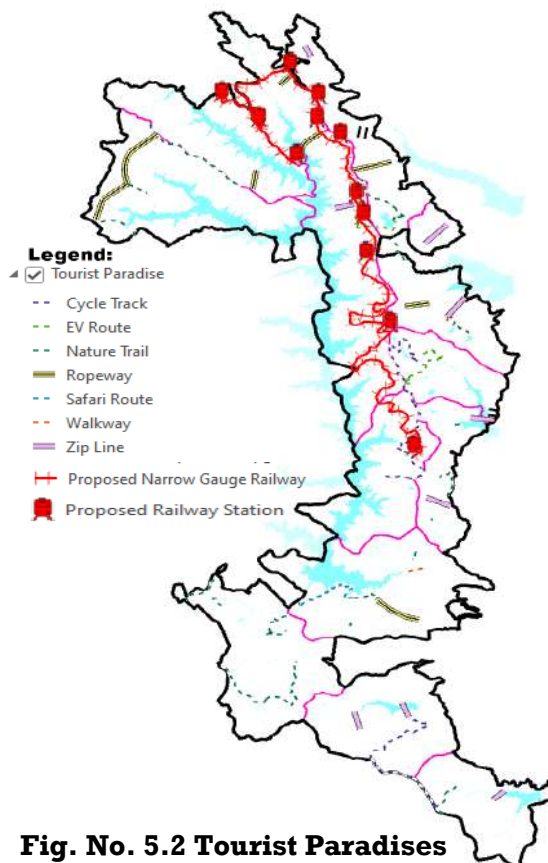 Legend:
Tourist Paradise
Cycle Track
EV Route
Nature Trail
Ropeway
Safari Route
Walkway
Zip Line
Proposed Narrow Gauge Railway
Proposed Railway Station
Fig. No. 5.2 Tourist Paradises